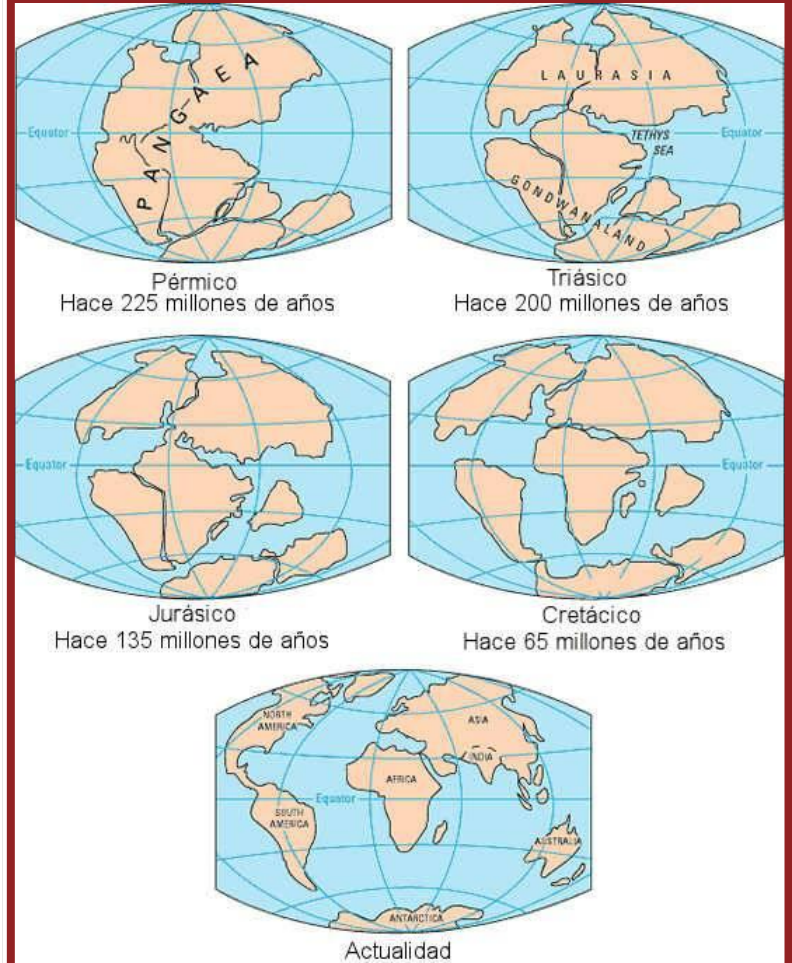 PANGAEA
Equator
Pérmico
Hace 225 millones de años
LAURASIA
TETHYS
SEA
Equator
GONDWANALAND
Triásico
Hace 200 millones de años
Equator
Jurásico
Hace 135 millones de años
Equator
Cretácico
Hace 65 millones de años
NORTH
AMERICA
ASIA
INDIA
AFRICA
Equator
SOUTH
AMERICA
AUSTRALIA
ANTARCTICA
Actualidad